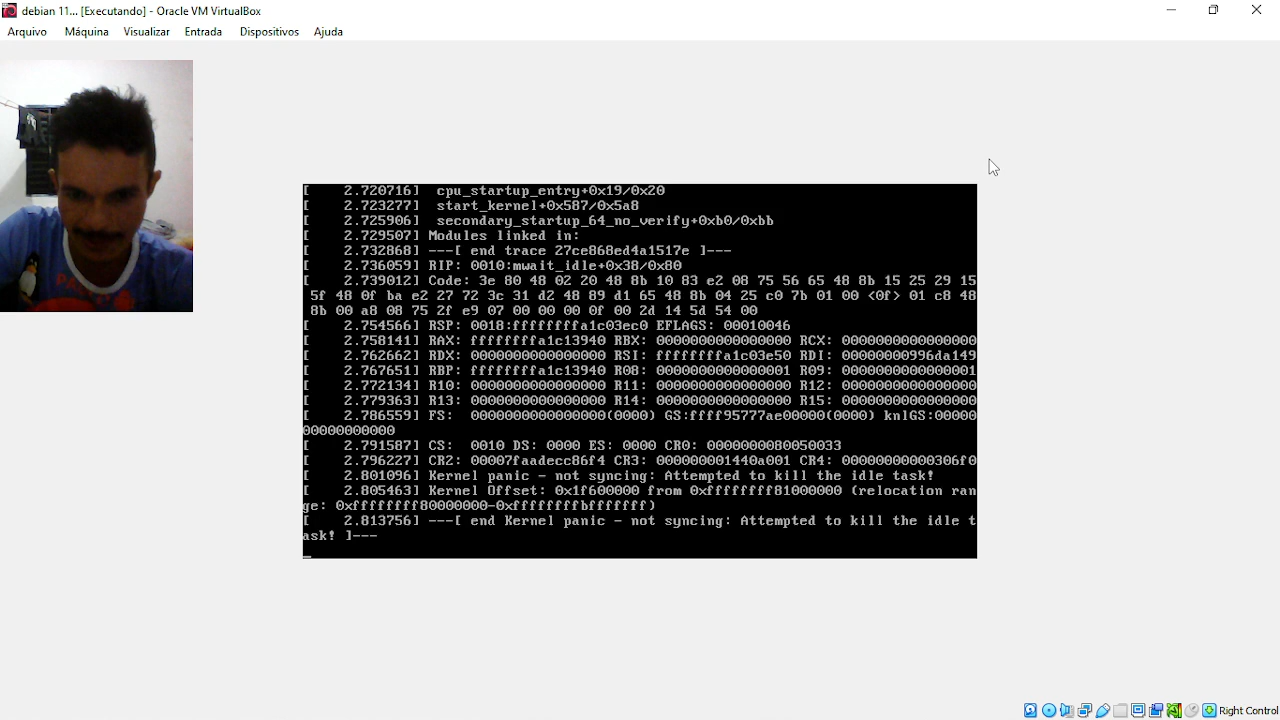 debian 11... [Executando] - Oracle VM VirtualBox
Arquivo Máquina Visualizar Entrada Dispositivos Ajuda
[    2.720716]  cpu_startup_entry+0x19/0x20
[    2.723277]  start_kernel+0x587/0x5a8
[    2.725906]  secondary_startup_64_no_verify+0xb0/0xbb
[    2.729507] Modules linked in:
[    2.732868] ---[ end trace 27ce868ed4a1517e ]---
[    2.736059] RIP: 0010:mwait_idle+0x38/0x80
[    2.739012] Code: 3e 80 48 02 20 48 8b 10 83 e2 08 75 56 65 48 8b 15 25 29 15
 5f 48 0f ba e2 27 72 3c 31 d2 48 89 d1 65 48 8b 04 25 c0 7b 01 00 <0f> 01 c8 48
 8b 00 a8 08 75 2f e9 07 00 00 00 0f 00 2d 14 5d 54 00
[    2.754566] RSP: 0018:ffffffffa1c03ec0 EFLAGS: 00010046
[    2.758141] RAX: ffffffffa1c13940 RBX: 0000000000000000 RCX: 0000000000000000
[    2.762662] RDX: 0000000000000000 RSI: ffffffffa1c03e50 RDI: 00000000996da149
[    2.767651] RBP: ffffffffa1c13940 R08: 0000000000000001 R09: 0000000000000001
[    2.772134] R10: 0000000000000000 R11: 0000000000000000 R12: 0000000000000000
[    2.779363] R13: 0000000000000000 R14: 0000000000000000 R15: 0000000000000000
[    2.786559] FS:  0000000000000000(0000) GS:ffff95777ae00000(0000) knlGS:00000
00000000000
[    2.791587] CS:  0010 DS: 0000 ES: 0000 CR0: 0000000080050033
[    2.796227] CR2: 00007faadecc86f4 CR3: 000000001440a001 CR4: 00000000000306f0
[    2.801096] Kernel panic - not syncing: Attempted to kill the idle task!
[    2.805463] Kernel Offset: 0x1f600000 from 0xffffffff81000000 (relocation ran
ge: 0xffffffff80000000-0xffffffffbfffffff)
[    2.813756] ---[ end Kernel panic - not syncing: Attempted to kill the idle t
ask! ]---
Right Control